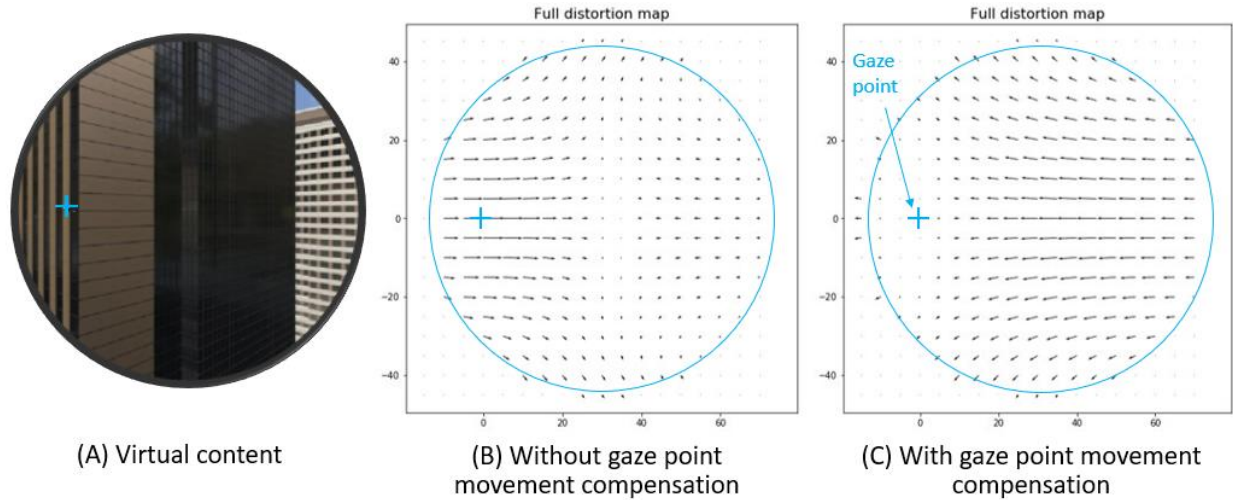 Full distortion map
40
20
0
−20
−40
0
20
40
60
Full distortion map
Gaze
point
40
20
0
−20
−40
0
20
40
60
(A) Virtual content
(B) Without gaze point
movement compensation
(C) With gaze point movement
compensation